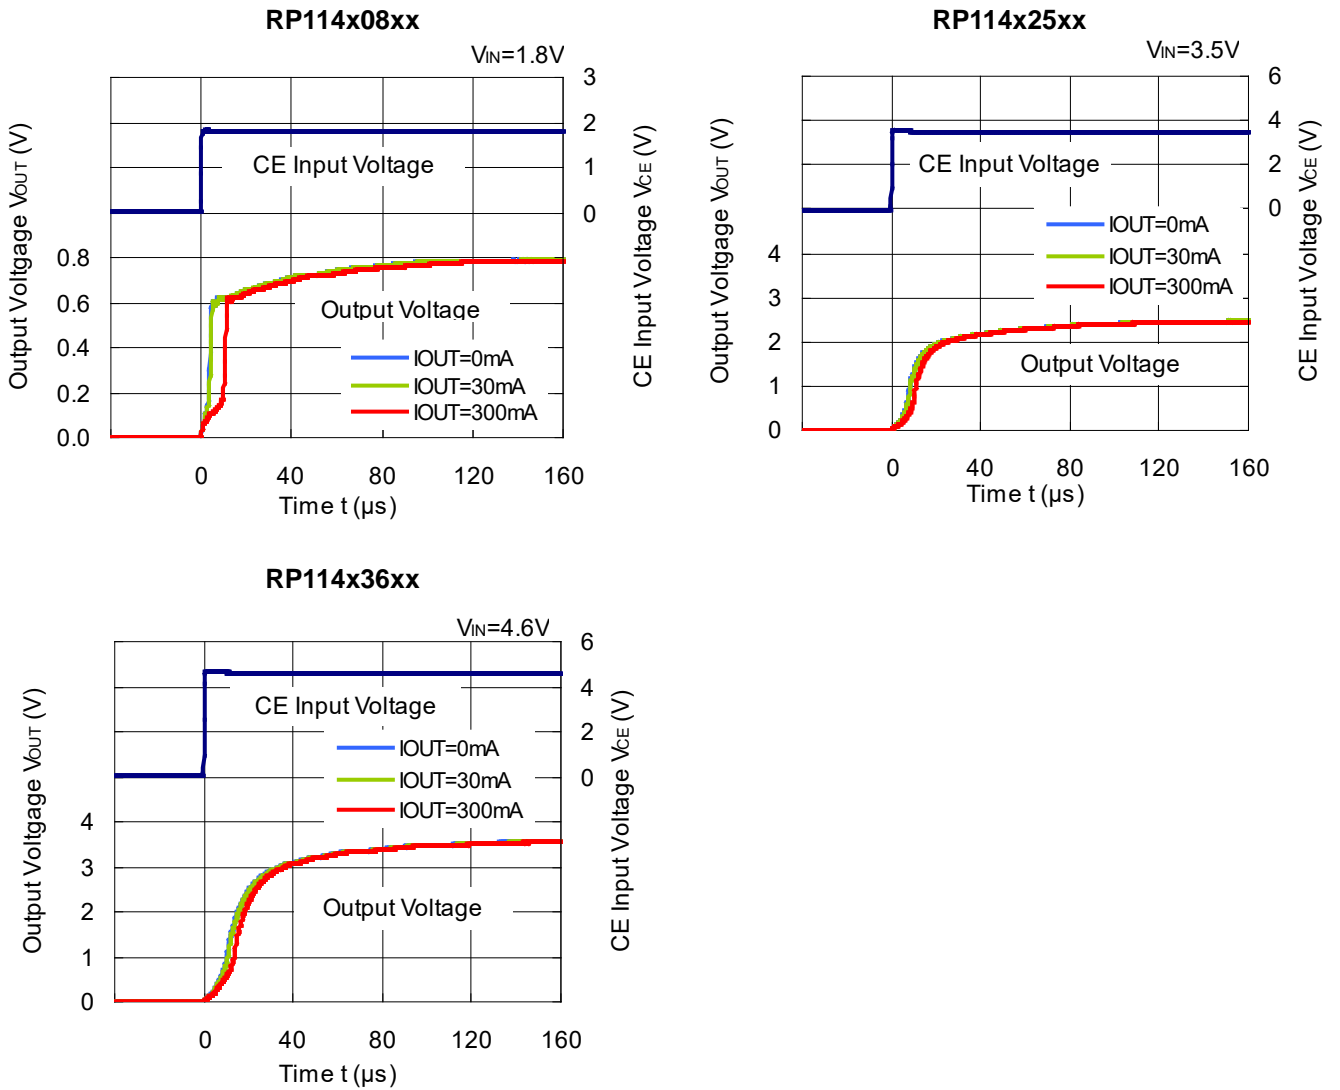 RP114x08xx
VIN=1.8V
3
2
1
0
CE Input Voltage
Output Voltgage VOUT (V)
CE Input Voltage VCE (V)
0.8
0.6
0.4
0.2
0.0
Output Voltage
IOUT=0mA
IOUT=30mA
IOUT=300mA
0 40 80 120 160
Time t (µs)
RP114x25xx
VIN=3.5V
6
4
2
0
CE Input Voltage
Output Voltgage VOUT (V)
CE Input Voltage VCE (V)
IOUT=0mA
IOUT=30mA
IOUT=300mA
4
3
2
1
0
Output Voltage
0 40 80 120 160
Time t (µs)
RP114x36xx
VIN=4.6V
6
4
2
0
CE Input Voltage
Output Voltgage VOUT (V)
CE Input Voltage VCE (V)
IOUT=0mA
IOUT=30mA
IOUT=300mA
4
3
2
1
0
Output Voltage
0 40 80 120 160
Time t (µs)